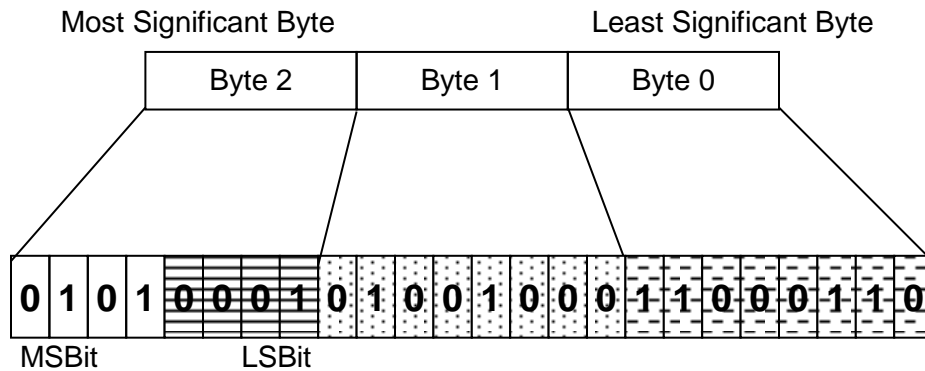 Most Significant Byte Least Significant Byte
Byte 2 Byte 1 Byte 0
0 1 0 1 0 0 0 1 0 1 0 0 1 0 0 0 1 1 0 0 0 1 1 0
MSBit LSBit